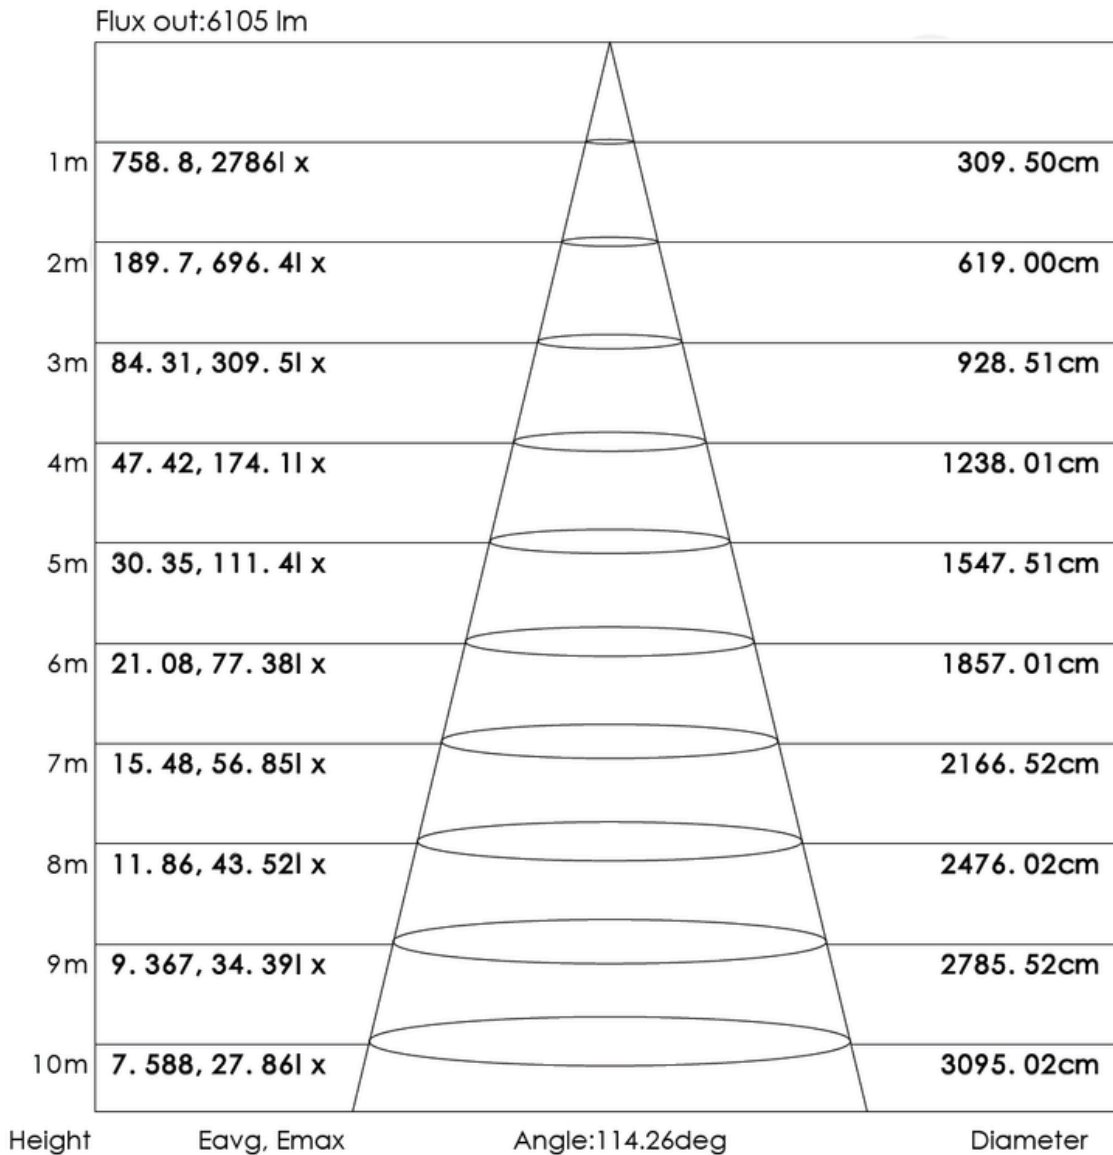 Flux out:6105 lm
1m 758. 8, 2786l x 309. 50cm
2m 189. 7, 696. 4l x 619. 00cm
3m 84. 31, 309. 5l x 928. 51cm
4m 47. 42, 174. 1l x 1238. 01cm
5m 30. 35, 111. 4l x 1547. 51cm
6m 21. 08, 77. 38l x 1857. 01cm
7m 15. 48, 56. 85l x 2166. 52cm
8m 11. 86, 43. 52l x 2476. 02cm
9m 9. 367, 34. 39l x 2785. 52cm
10m 7. 588, 27. 86l x 3095. 02cm
Height Eavg, Emax Angle:114.26deg Diameter